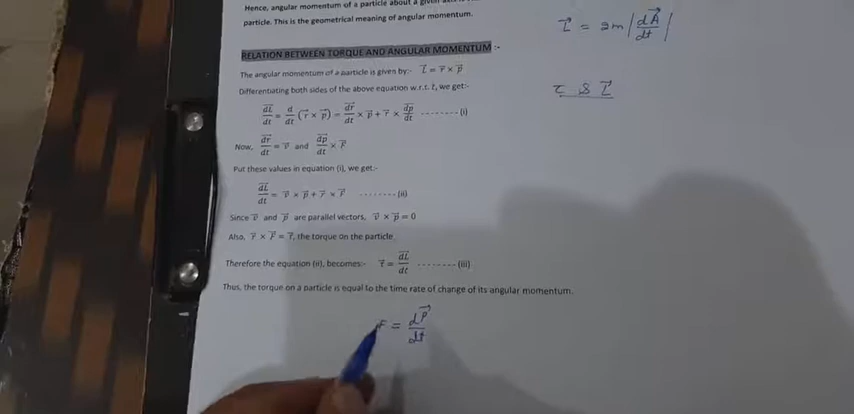 Hence, angular momentum of a particle about a given axis is
particle. This is the geometrical meaning of angular momentum.
RELATION BETWEEN TORQUE AND ANGULAR MOMENTUM :-
The angular momentum of a particle is given by:- L⃗ = r⃗ × p⃗
Differentiating both sides of the above equation w.r.t. t, we get:-
dL⃗/dt = d/dt (r⃗ × p⃗) = dr⃗/dt × p⃗ + r⃗ × dp⃗/dt -------- (i)
Now, dr⃗/dt = v⃗ and dp⃗/dt × F⃗
Put these values in equation (i), we get:-
dL⃗/dt = v⃗ × p⃗ + r⃗ × F⃗ -------- (ii)
Since v⃗ and p⃗ are parallel vectors, v⃗ × p⃗ = 0
Also, r⃗ × F⃗ = τ⃗, the torque on the particle.
Therefore the equation (ii), becomes:- τ⃗ = dL⃗/dt -------- (iii)
Thus, the torque on a particle is equal to the time rate of change of its angular momentum.
F = dP⃗/dt
L⃗ = 2m |dA⃗/dt|
τ & L⃗